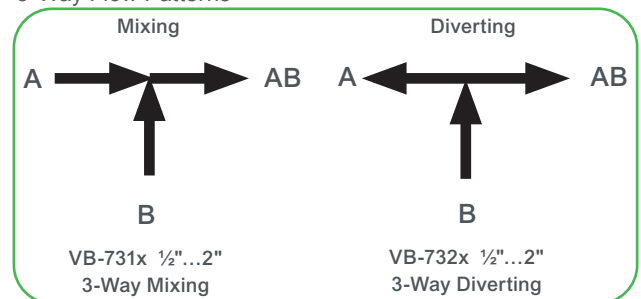 3-Way Flow Patterns
Mixing
Diverting
A
AB
A
AB
B
B
VB-731x ½"...2"
3-Way Mixing
VB-732x ½"...2"
3-Way Diverting